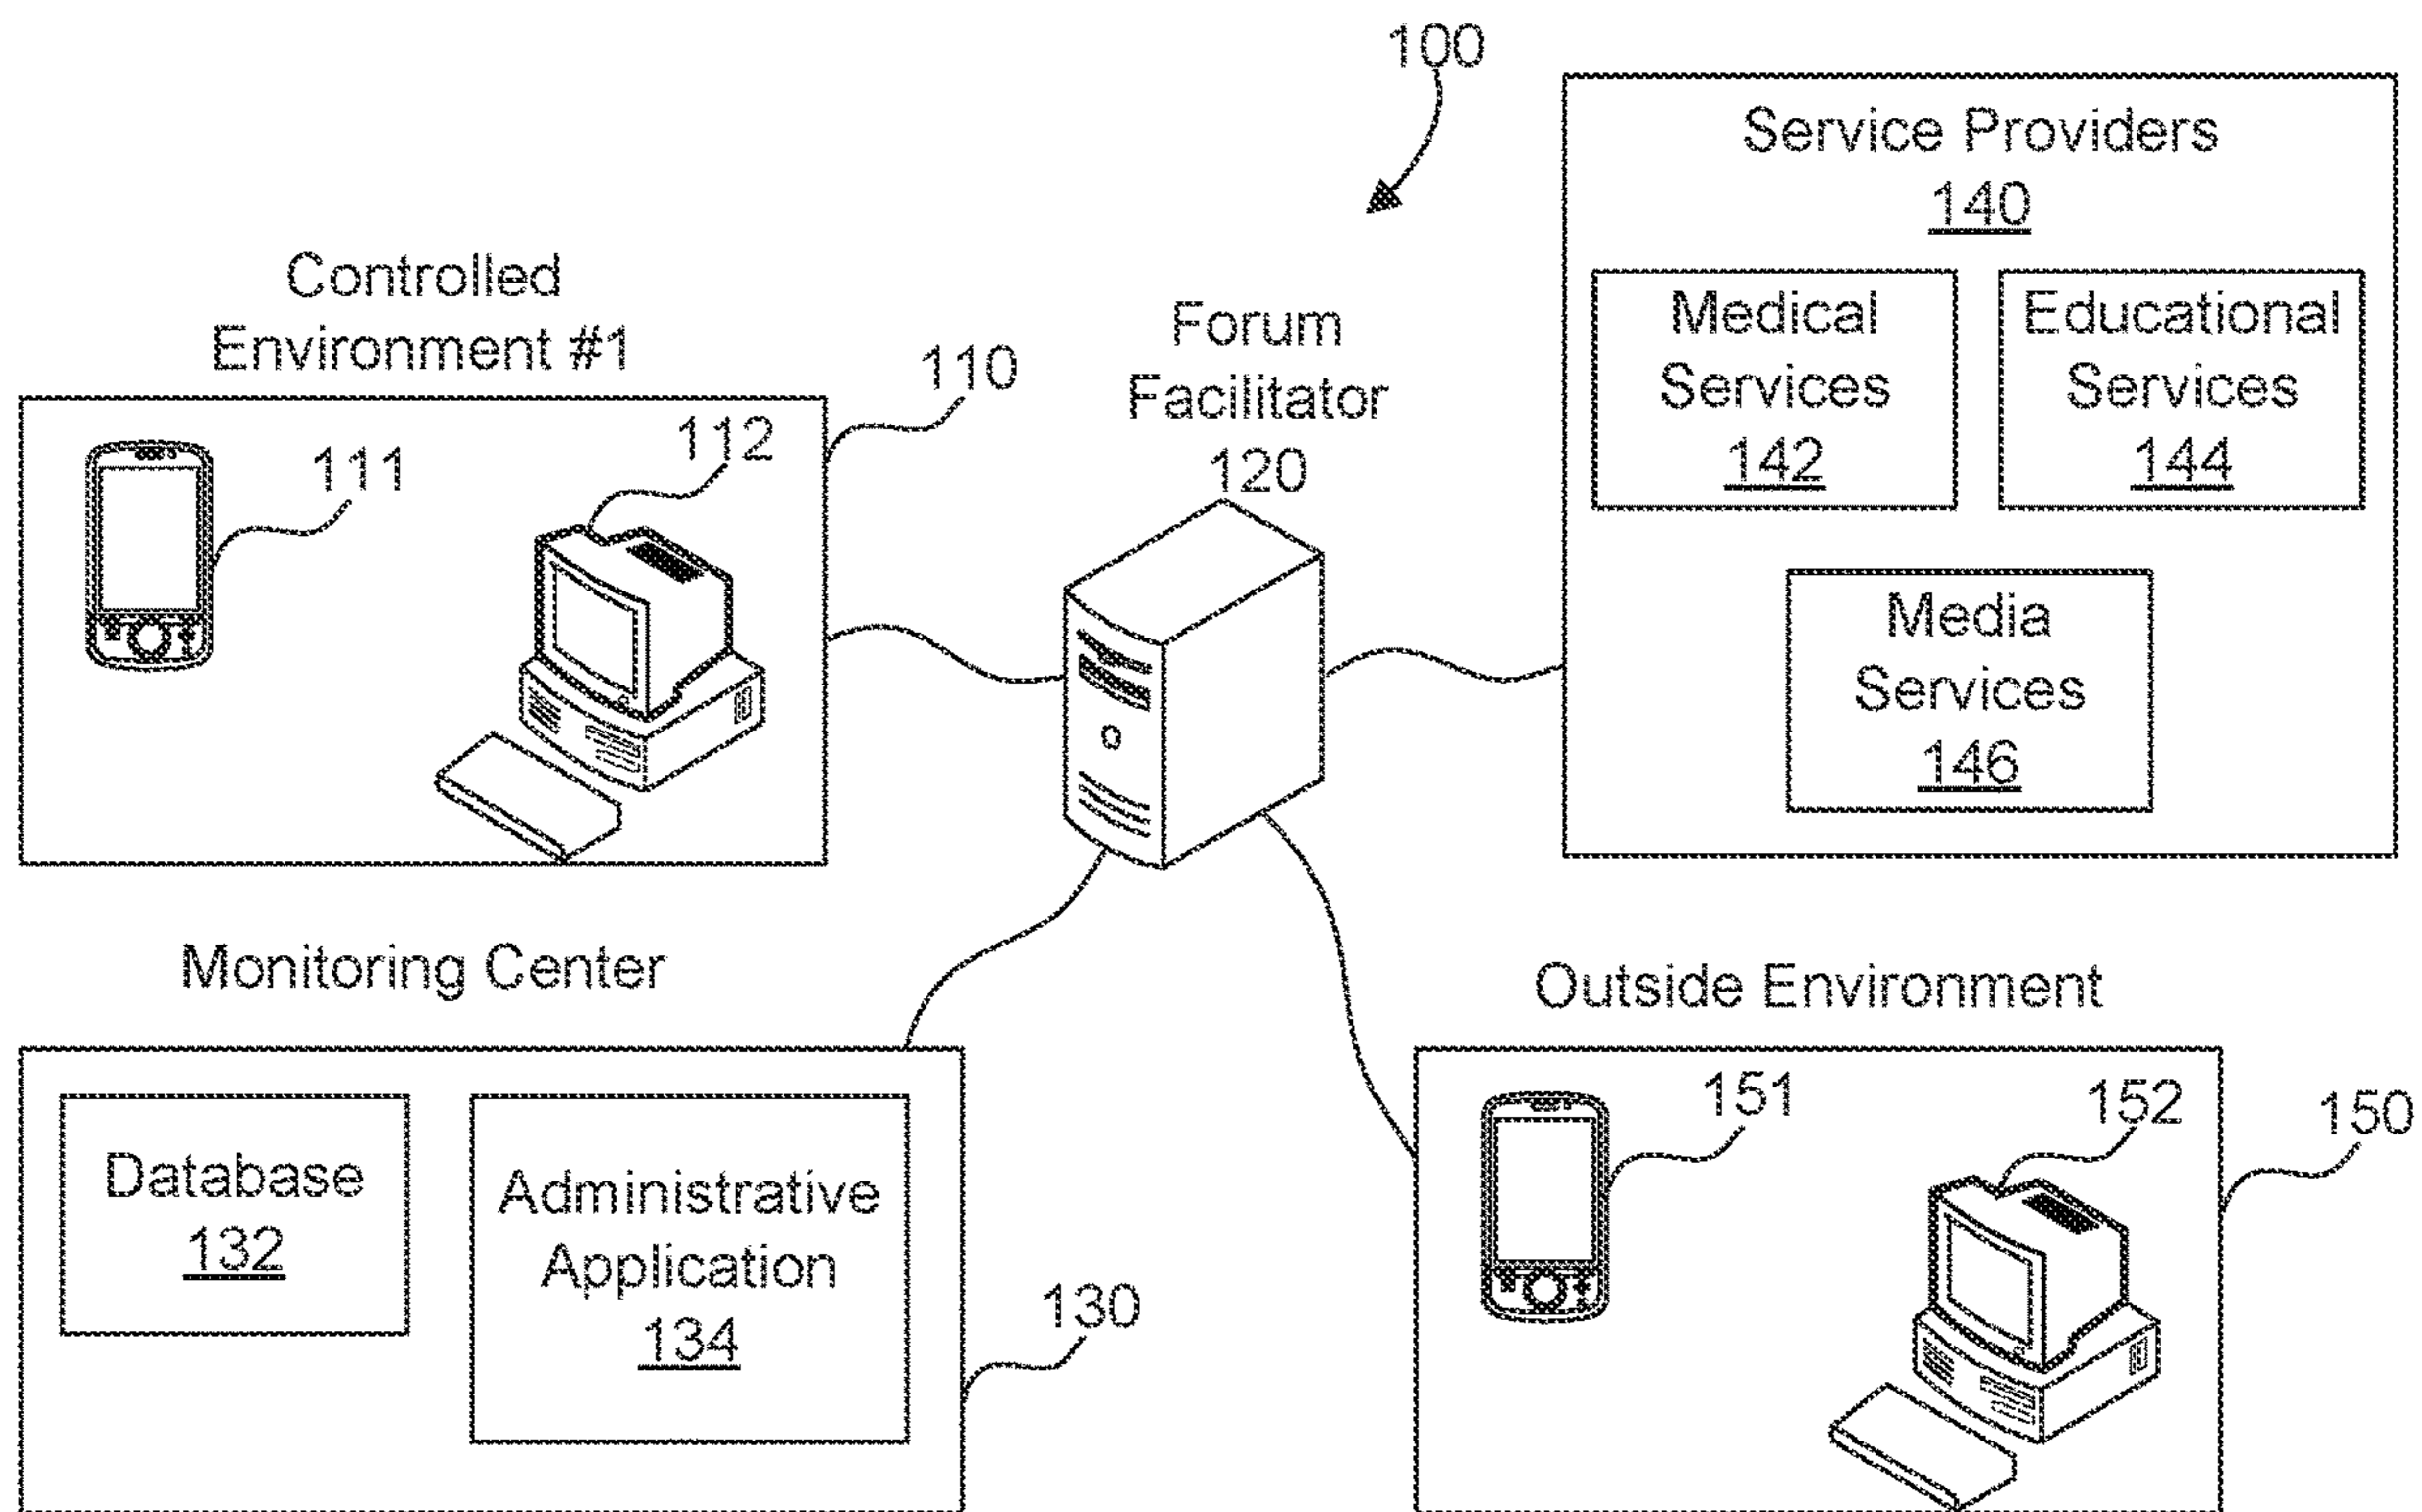 100
Service Providers
140
Medical
Services
142
Educational
Services
144
Media
Services
146
Controlled
Environment #1
110
111
112
Forum
Facilitator
120
Monitoring Center
Database
132
Administrative
Application
134
130
Outside Environment
151
152
150